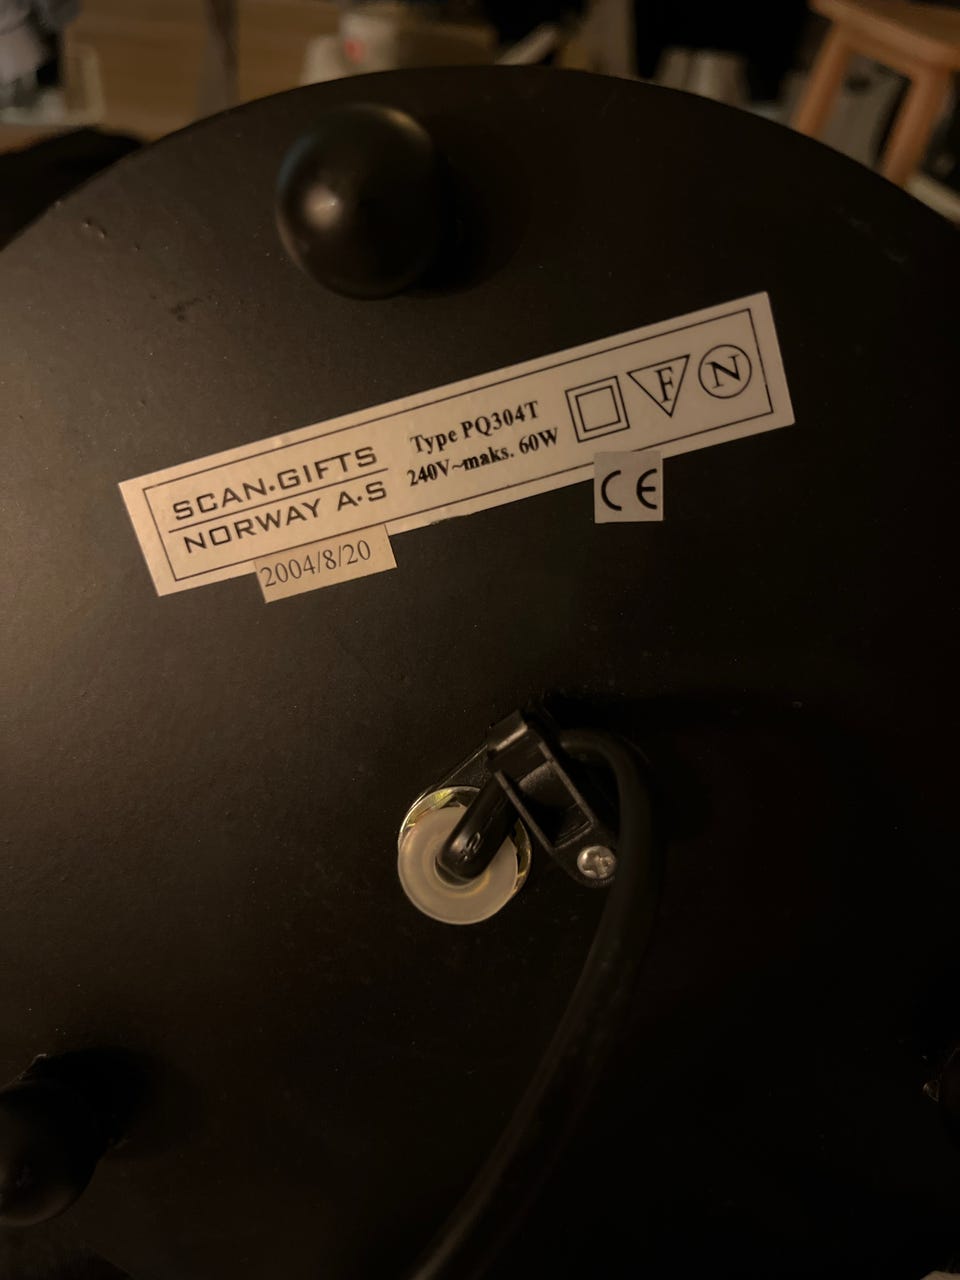 SCAN·GIFTS
NORWAY A·S
Type PQ304T
240V~maks. 60W
F
N
CE
2004/8/20